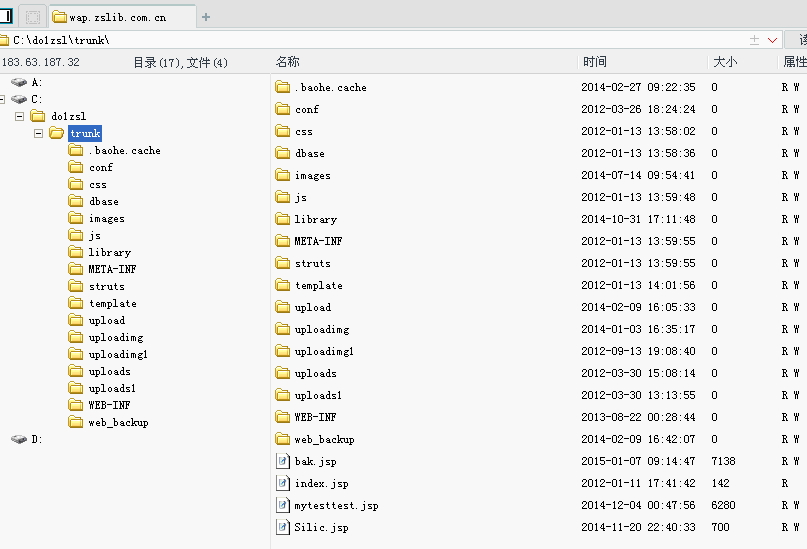 wap.zslib.com.cn
C:\do1zsl\trunk\
183.63.187.32 目录(17),文件(4) 名称 时间 大小 属性
A:
C:
do1zsl
trunk
.baohe.cache
conf
css
dbase
images
js
library
META-INF
struts
template
upload
uploadimg
uploadimg1
uploads
uploads1
WEB-INF
web_backup
D:
.baohe.cache 2014-02-27 09:22:35 0 R W
conf 2012-03-26 18:24:24 0 R W
css 2012-01-13 13:58:02 0 R W
dbase 2012-01-13 13:58:36 0 R W
images 2014-07-14 09:54:41 0 R W
js 2012-01-13 13:59:48 0 R W
library 2014-10-31 17:11:48 0 R W
META-INF 2012-01-13 13:59:55 0 R W
struts 2012-01-13 13:59:55 0 R W
template 2012-01-13 14:01:56 0 R W
upload 2014-02-09 16:05:33 0 R W
uploadimg 2014-01-03 16:35:17 0 R W
uploadimg1 2012-09-13 19:08:40 0 R W
uploads 2012-03-30 15:08:14 0 R W
uploads1 2012-03-30 13:13:55 0 R W
WEB-INF 2013-08-22 00:28:44 0 R W
web_backup 2014-02-09 16:42:07 0 R W
bak.jsp 2015-01-07 09:14:47 7138 R W
index.jsp 2012-01-11 17:41:42 142 R
mytesttest.jsp 2014-12-04 00:47:56 6280 R W
Silic.jsp 2014-11-20 22:40:33 700 R W